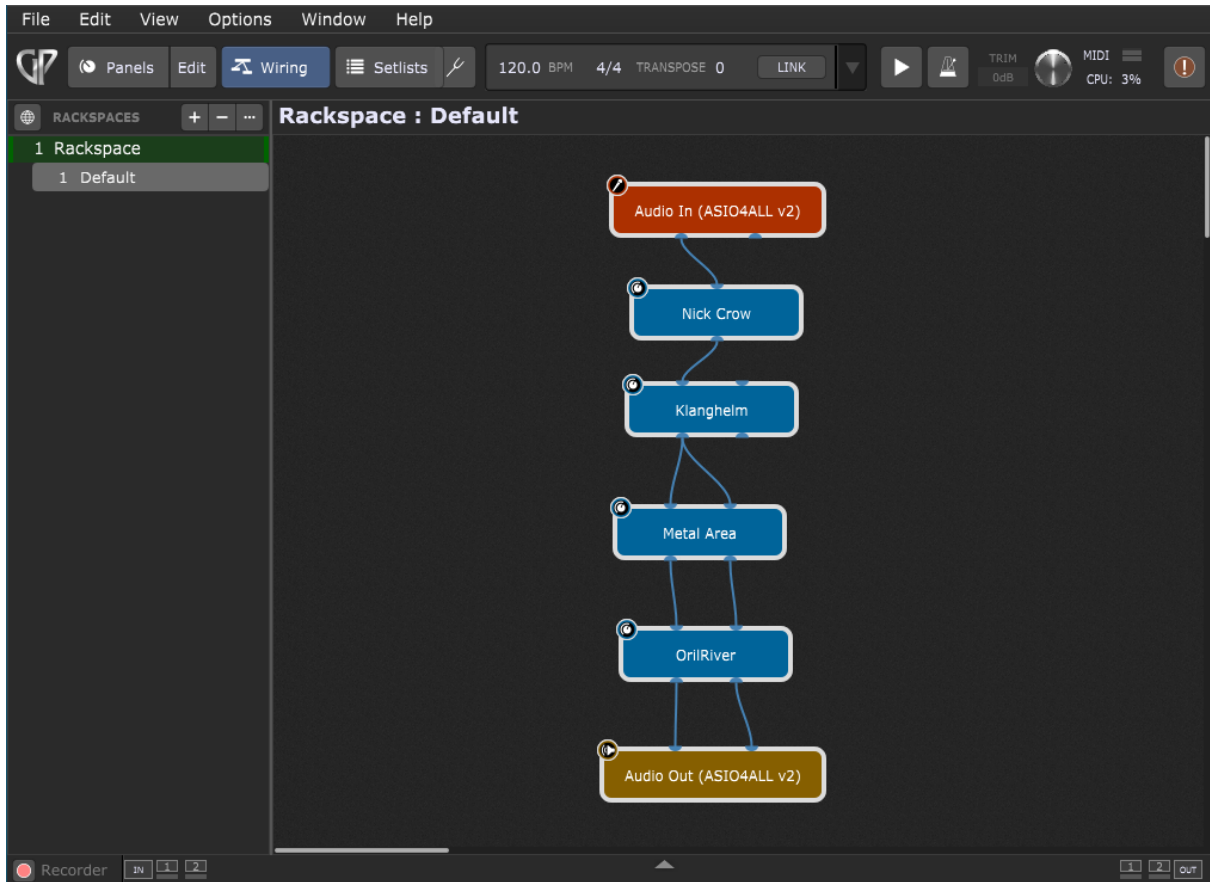 File Edit View Options Window Help
GP Panels Edit Wiring Setlists 120.0 BPM 4/4 TRANSPOSE 0 LINK TRIM 0dB MIDI CPU: 3%
RACKSPACES + − ...
Rackspace : Default
1 Rackspace
1 Default
Audio In (ASIO4ALL v2)
Nick Crow
Klanghelm
Metal Area
OrilRiver
Audio Out (ASIO4ALL v2)
Recorder IN 1 2 1 2 OUT